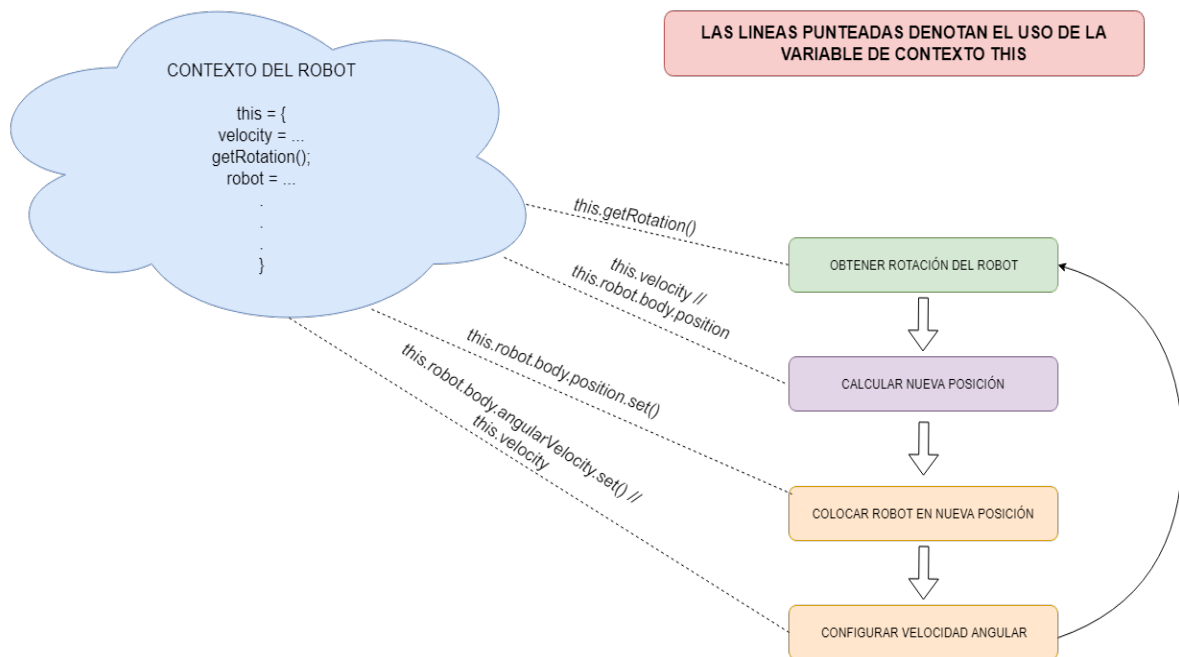 LAS LINEAS PUNTEADAS DENOTAN EL USO DE LA
VARIABLE DE CONTEXTO THIS
CONTEXTO DEL ROBOT
this = {
velocity = ...
getRotation();
robot = ...
.
.
.
}
this.getRotation()
this.velocity //
this.robot.body.position
this.robot.body.position.set()
this.robot.body.angularVelocity.set() //
this.velocity
OBTENER ROTACIÓN DEL ROBOT
CALCULAR NUEVA POSICIÓN
COLOCAR ROBOT EN NUEVA POSICIÓN
CONFIGURAR VELOCIDAD ANGULAR